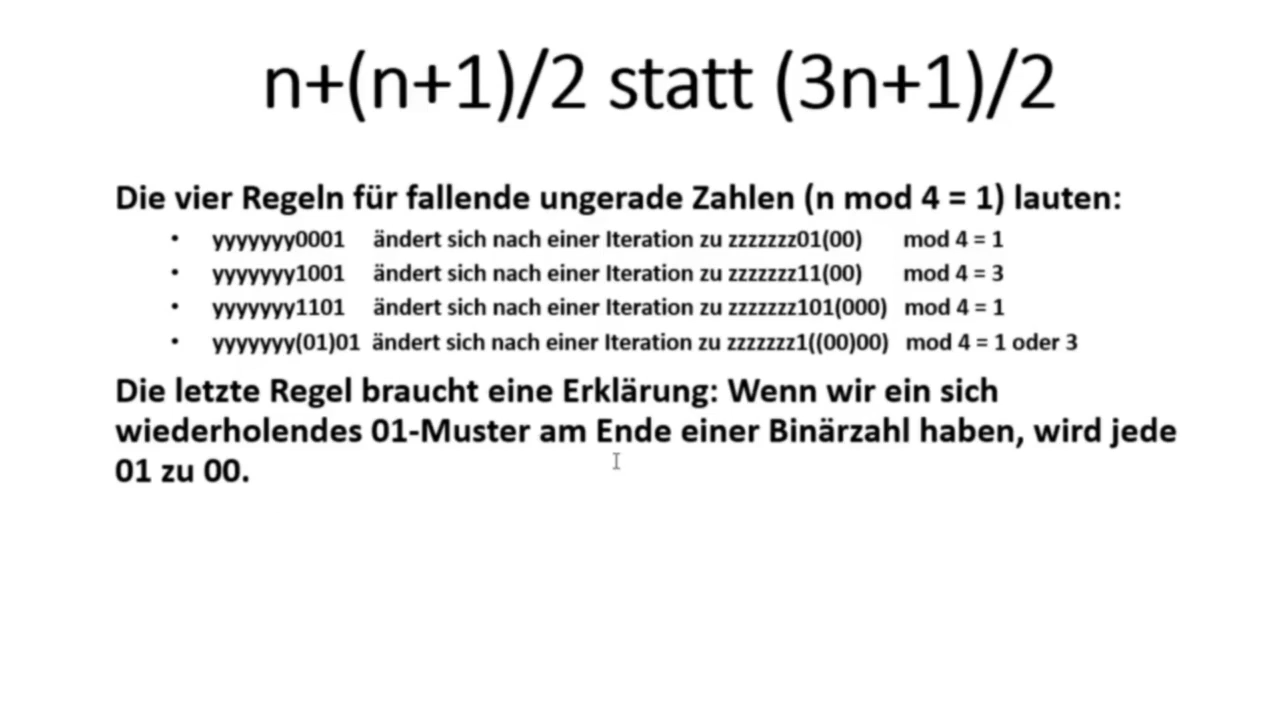 n+(n+1)/2 statt (3n+1)/2
Die vier Regeln für fallende ungerade Zahlen (n mod 4 = 1) lauten:
• yyyyyyy0001 ändert sich nach einer Iteration zu zzzzzzz01(00) mod 4 = 1
• yyyyyyy1001 ändert sich nach einer Iteration zu zzzzzzz11(00) mod 4 = 3
• yyyyyyy1101 ändert sich nach einer Iteration zu zzzzzzz101(000) mod 4 = 1
• yyyyyyy(01)01 ändert sich nach einer Iteration zu zzzzzzz1((00)00) mod 4 = 1 oder 3
Die letzte Regel braucht eine Erklärung: Wenn wir ein sich
wiederholendes 01-Muster am Ende einer Binärzahl haben, wird jede
01 zu 00.